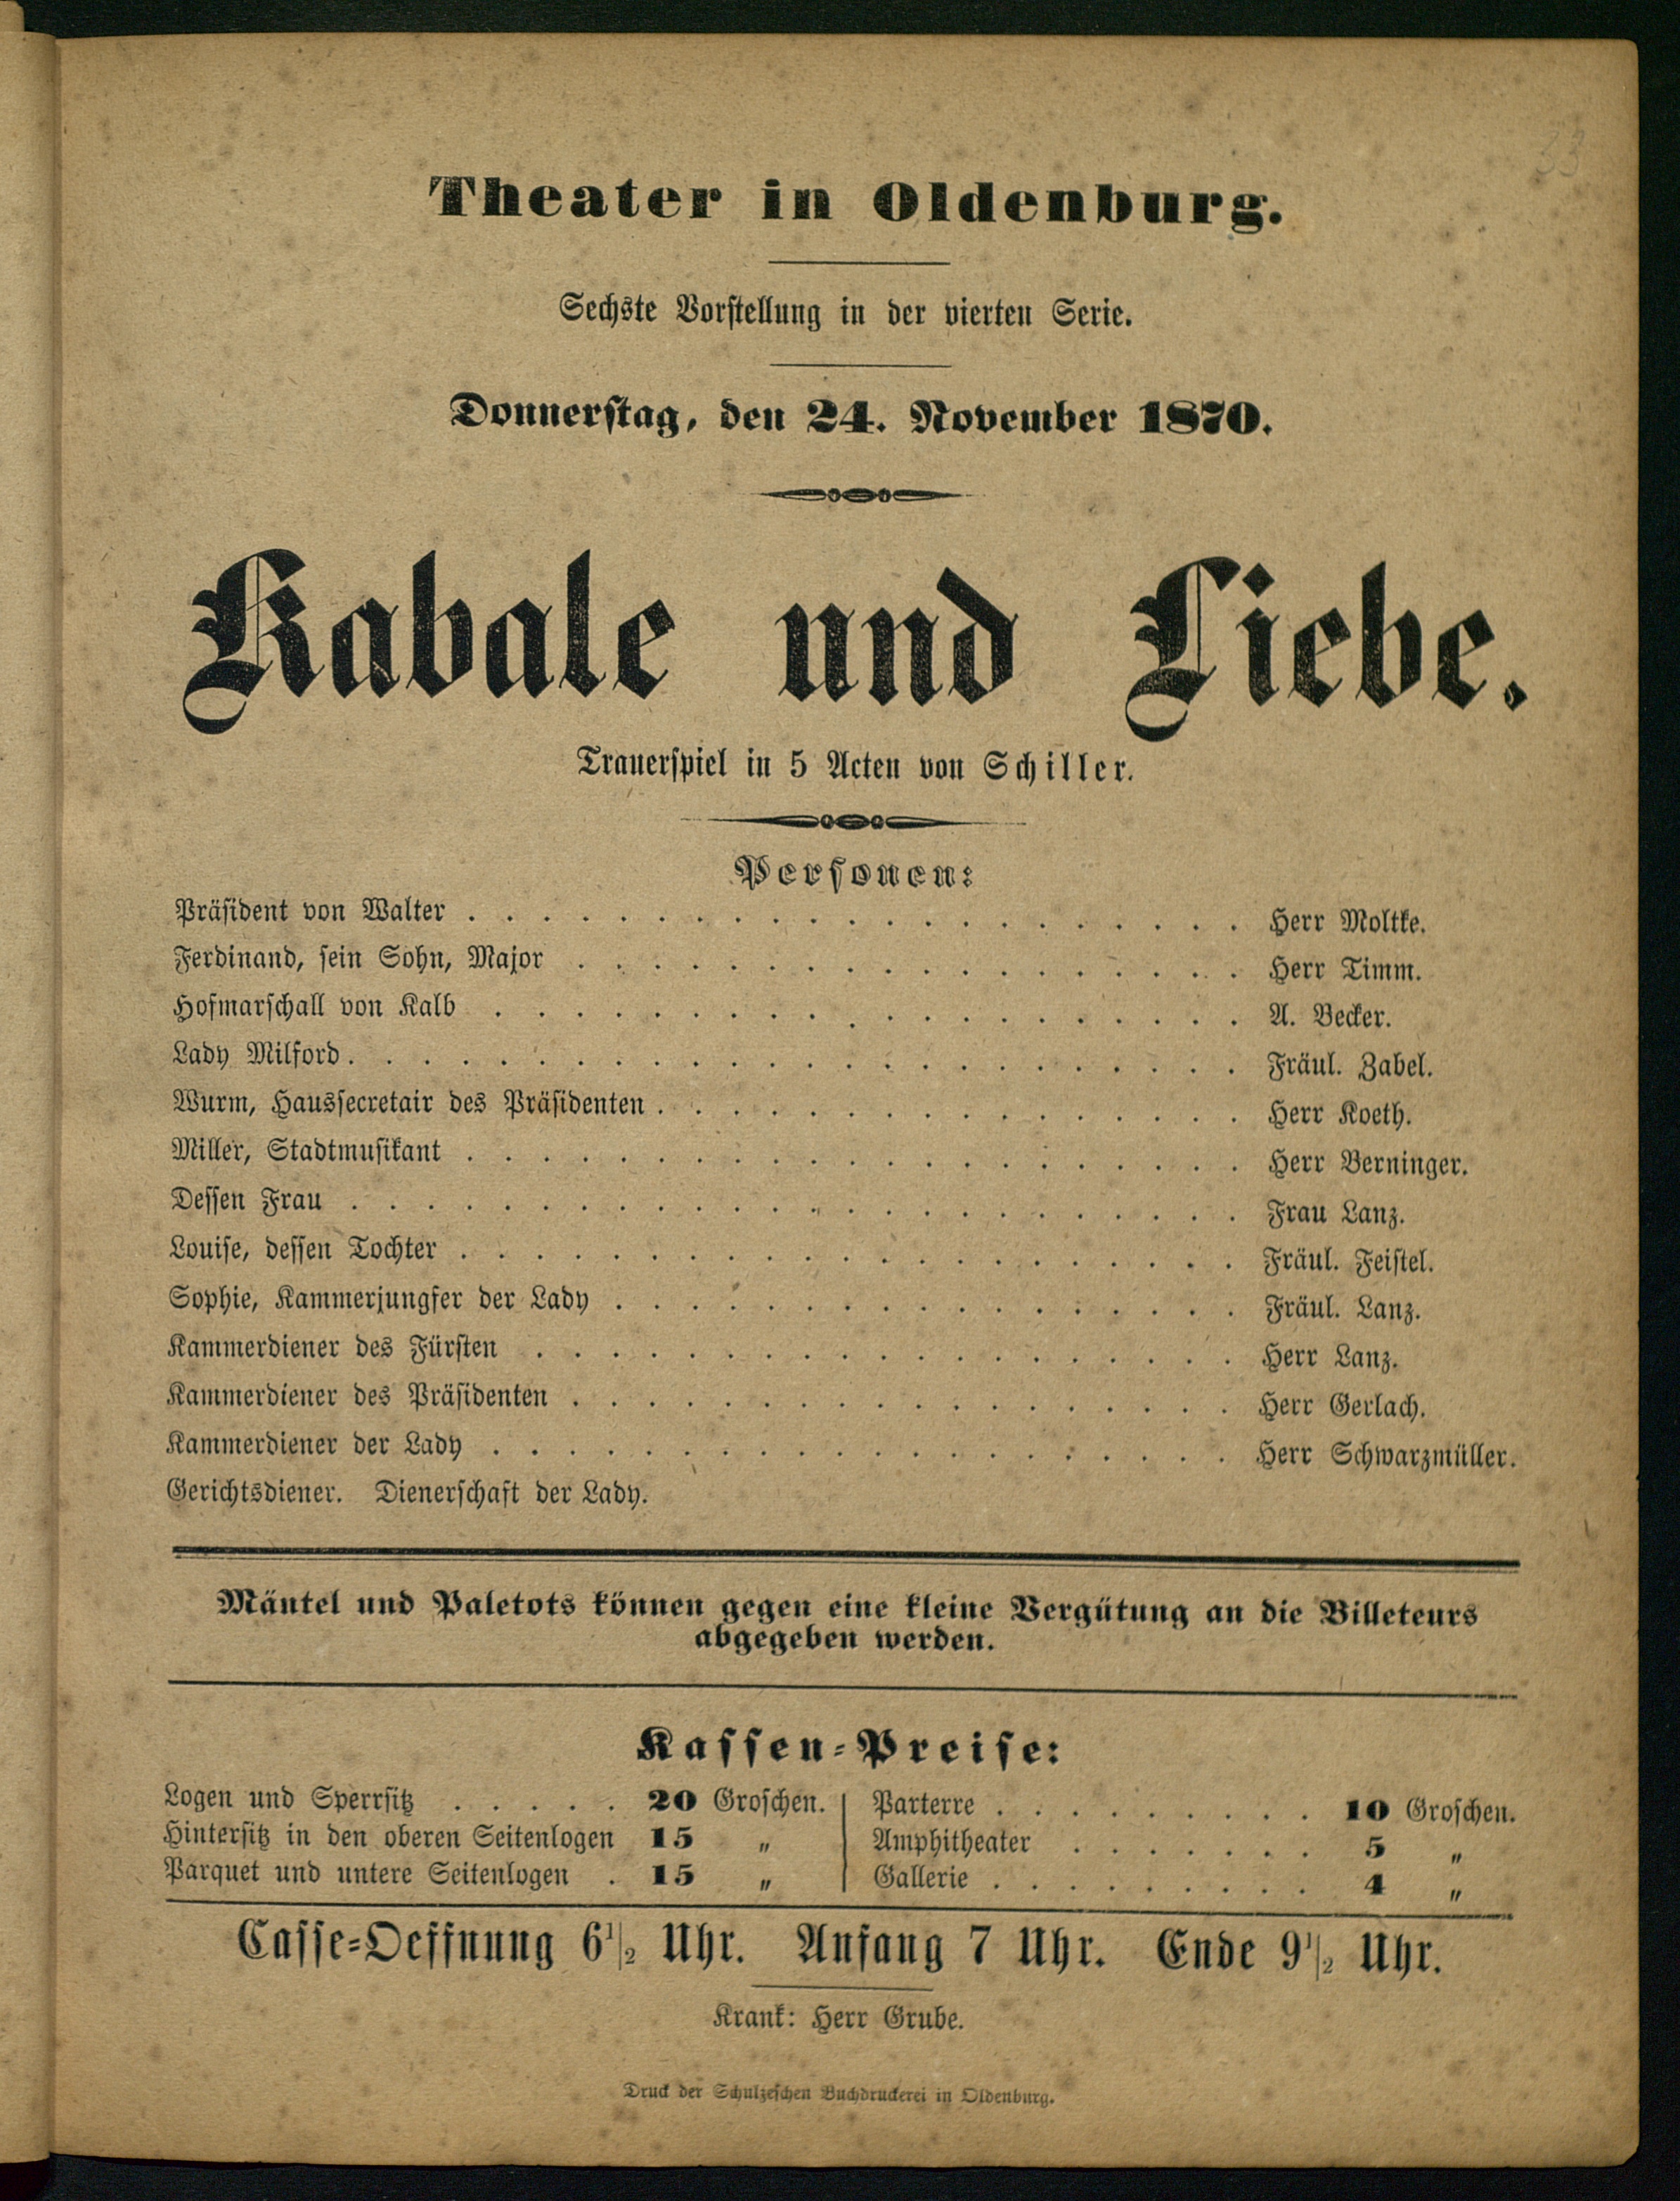 33
Theater in Oldenburg.
Sechste Vorstellung in der vierten Serie.
Donnerstag, den 24. November 1870.
Kabale und Liebe.
Trauerspiel in 5 Acten von Schiller.
Personen:
Präsident von Walter . . . . . . . . . . Herr Moltke.
Ferdinand, sein Sohn, Major . . . . . . . . . . Herr Timm.
Hofmarschall von Kalb . . . . . . . . . . A. Becker.
Lady Milford . . . . . . . . . . Fräul. Zabel.
Wurm, Haussecretair des Präsidenten . . . . . . . . . . Herr Koeth.
Miller, Stadtmusikant . . . . . . . . . . Herr Berninger.
Dessen Frau . . . . . . . . . . Frau Lanz.
Louise, dessen Tochter . . . . . . . . . . Fräul. Feistel.
Sophie, Kammerjungfer der Lady . . . . . . . . . . Fräul. Lanz.
Kammerdiener des Fürsten . . . . . . . . . . Herr Lanz.
Kammerdiener des Präsidenten . . . . . . . . . . Herr Gerlach.
Kammerdiener der Lady . . . . . . . . . . Herr Schwarzmüller.
Gerichtsdiener. Dienerschaft der Lady.
Mäntel und Paletots können gegen eine kleine Vergütung an die Billeteurs
abgegeben werden.
Kassen-Preise:
Logen und Sperrsitz . . . . . 20 Groschen.
Hintersitz in den oberen Seitenlogen 15 "
Parquet und untere Seitenlogen . 15 "
Parterre . . . . . . . . . 10 Groschen.
Amphitheater . . . . . . . 5 "
Gallerie . . . . . . . . . 4 "
Casse-Oeffnung 6 1/2 Uhr. Anfang 7 Uhr. Ende 9 1/2 Uhr.
Krank: Herr Grube.
Druck der Schulzeschen Buchdruckerei in Oldenburg.